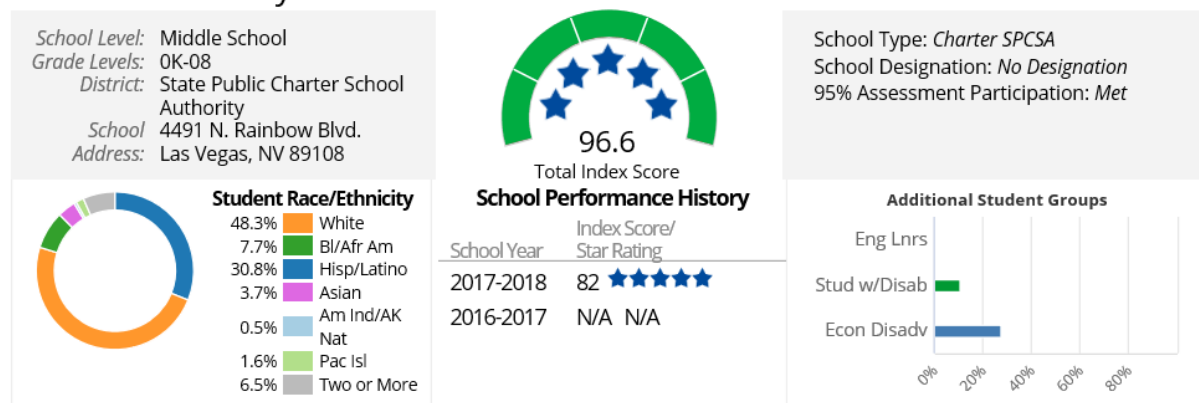 School Level: Middle School
Grade Levels: 0K-08
District: State Public Charter School
Authority
School 4491 N. Rainbow Blvd.
Address: Las Vegas, NV 89108
96.6
Total Index Score
School Type: Charter SPCSA
School Designation: No Designation
95% Assessment Participation: Met
Student Race/Ethnicity
48.3% White
7.7% Bl/Afr Am
30.8% Hisp/Latino
3.7% Asian
0.5% Am Ind/AK
Nat
1.6% Pac Isl
6.5% Two or More
School Performance History
Index Score/
School Year Star Rating
2017-2018 82
2016-2017 N/A N/A
Additional Student Groups
Eng Lnrs
Stud w/Disab
Econ Disadv
0% 20% 40% 60% 80%